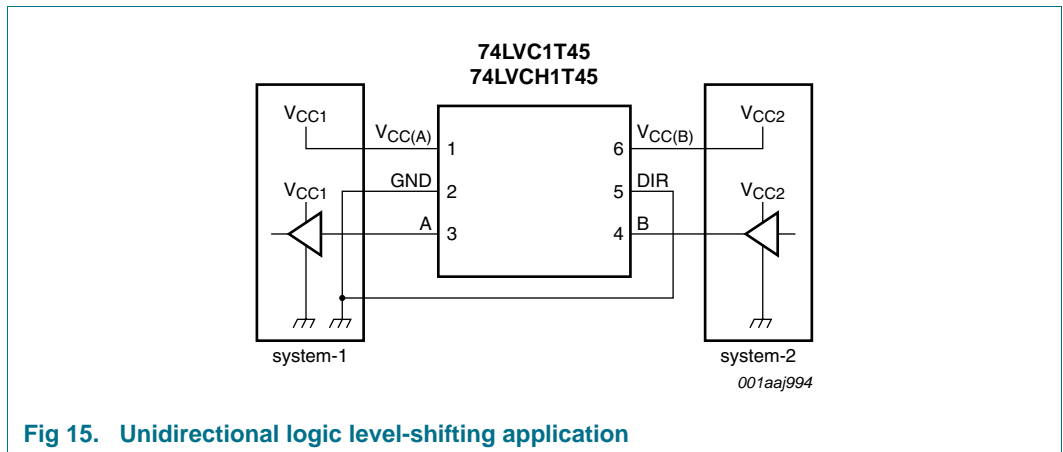 74LVC1T45
74LVCH1T45
VCC1
VCC(A)
1
6
VCC(B)
VCC2
GND
2
5
DIR
VCC1
A
3
4
B
VCC2
system-1
system-2
001aaj994
Fig 15. Unidirectional logic level-shifting application